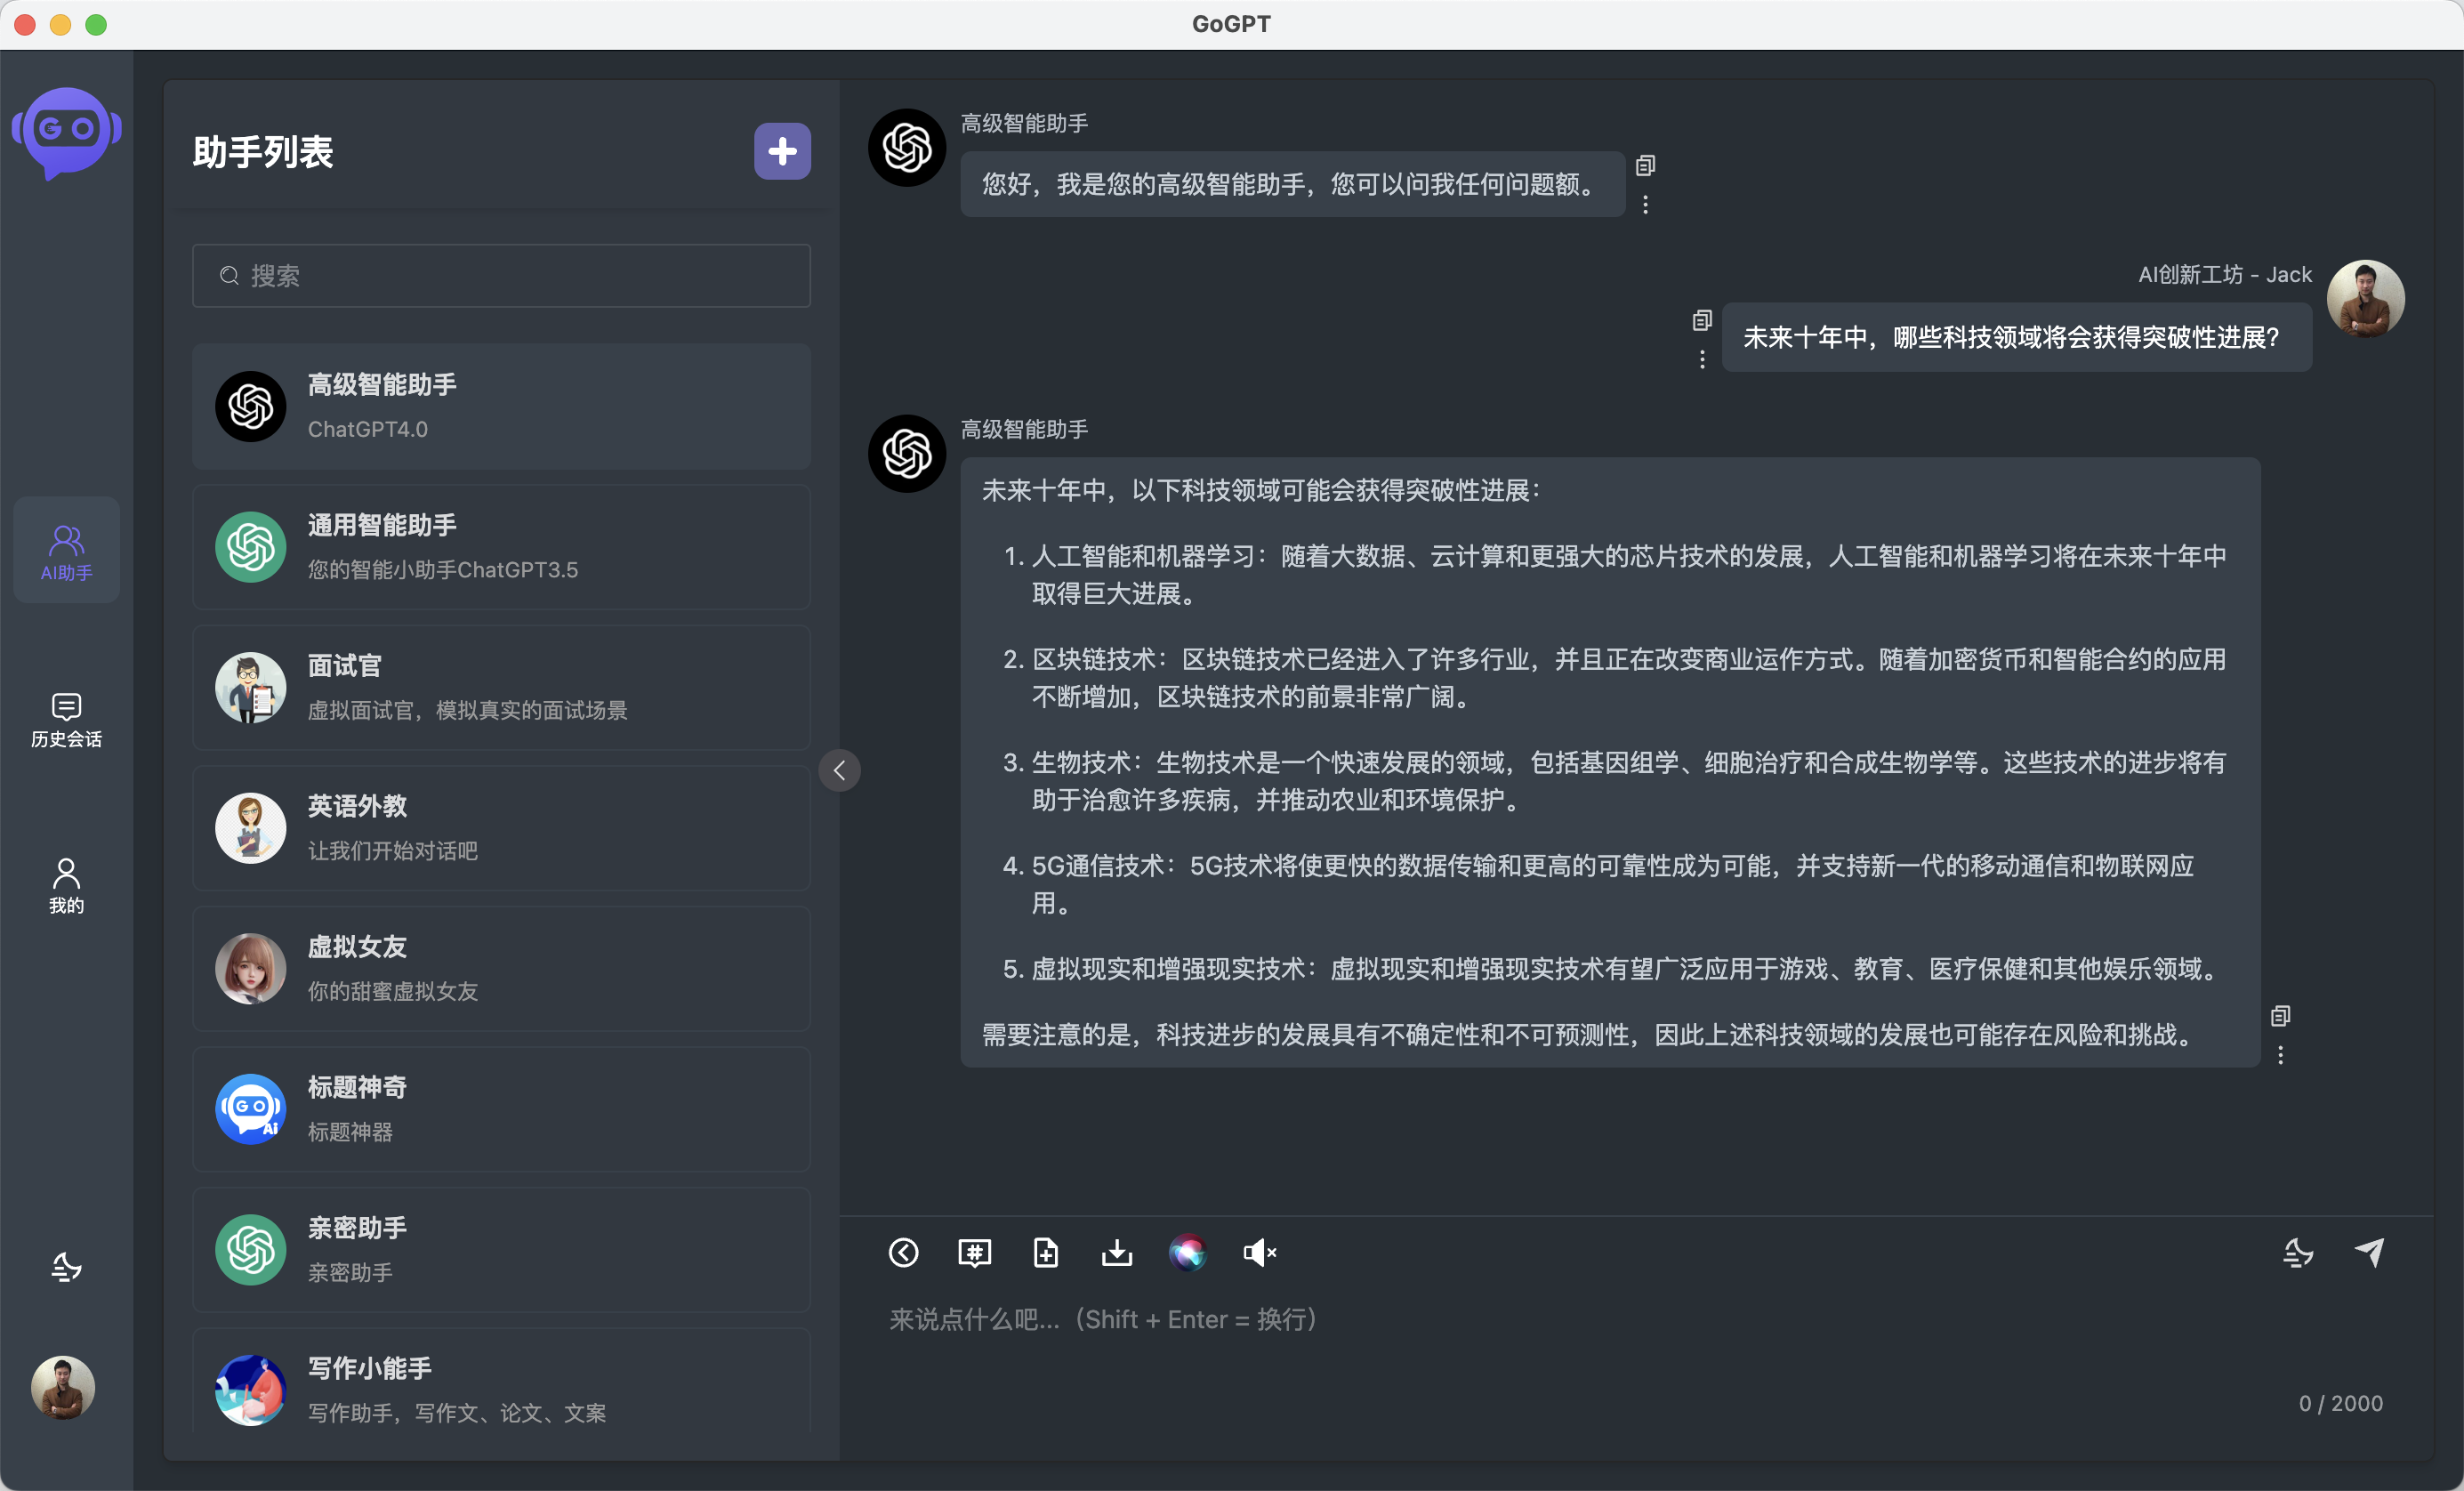 GoGPT
GO
AI助手
历史会话
我的
助手列表
搜索
高级智能助手
ChatGPT4.0
通用智能助手
您的智能小助手ChatGPT3.5
面试官
虚拟面试官，模拟真实的面试场景
英语外教
让我们开始对话吧
虚拟女友
你的甜蜜虚拟女友
标题神奇
标题神器
GO
Ai
亲密助手
亲密助手
写作小能手
写作助手，写作文、论文、文案
高级智能助手
您好，我是您的高级智能助手，您可以问我任何问题额。
AI创新工坊 - Jack
未来十年中，哪些科技领域将会获得突破性进展?
高级智能助手
未来十年中，以下科技领域可能会获得突破性进展：
1. 人工智能和机器学习：随着大数据、云计算和更强大的芯片技术的发展，人工智能和机器学习将在未来十年中
取得巨大进展。
2. 区块链技术：区块链技术已经进入了许多行业，并且正在改变商业运作方式。随着加密货币和智能合约的应用
不断增加，区块链技术的前景非常广阔。
3. 生物技术：生物技术是一个快速发展的领域，包括基因组学、细胞治疗和合成生物学等。这些技术的进步将有
助于治愈许多疾病，并推动农业和环境保护。
4. 5G通信技术：5G技术将使更快的数据传输和更高的可靠性成为可能，并支持新一代的移动通信和物联网应
用。
5. 虚拟现实和增强现实技术：虚拟现实和增强现实技术有望广泛应用于游戏、教育、医疗保健和其他娱乐领域。
需要注意的是，科技进步的发展具有不确定性和不可预测性，因此上述科技领域的发展也可能存在风险和挑战。
来说点什么吧...（Shift + Enter = 换行）
0 / 2000